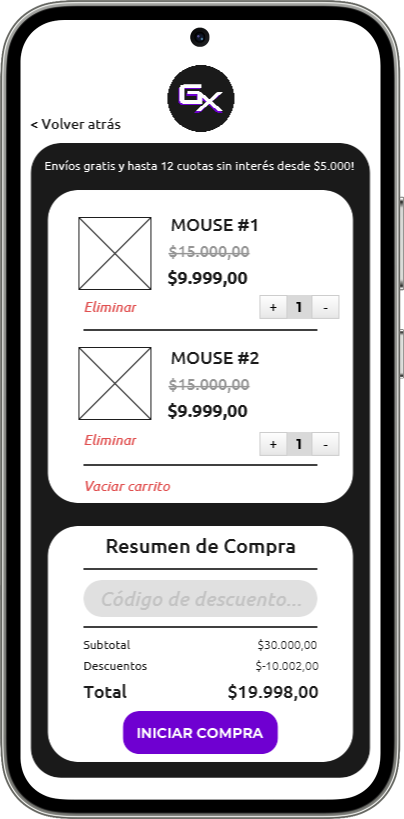 GX
< Volver atrás
Envíos gratis y hasta 12 cuotas sin interés desde $5.000!
MOUSE #1
$15.000,00
$9.999,00
Eliminar + 1 -
MOUSE #2
$15.000,00
$9.999,00
Eliminar + 1 -
Vaciar carrito
Resumen de Compra
Código de descuento...
Subtotal $30.000,00
Descuentos $-10.002,00
Total $19.998,00
INICIAR COMPRA